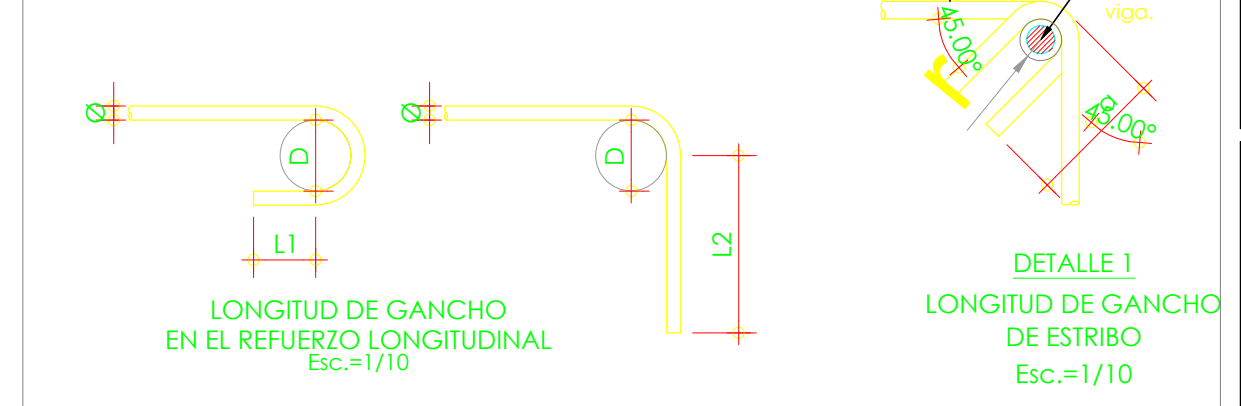 viga.
45.00°
r
a
45.00°
Ø
D
L1
Ø
D
L2
LONGITUD DE GANCHO
EN EL REFUERZO LONGITUDINAL
Esc.=1/10
DETALLE 1
LONGITUD DE GANCHO
DE ESTRIBO
Esc.=1/10